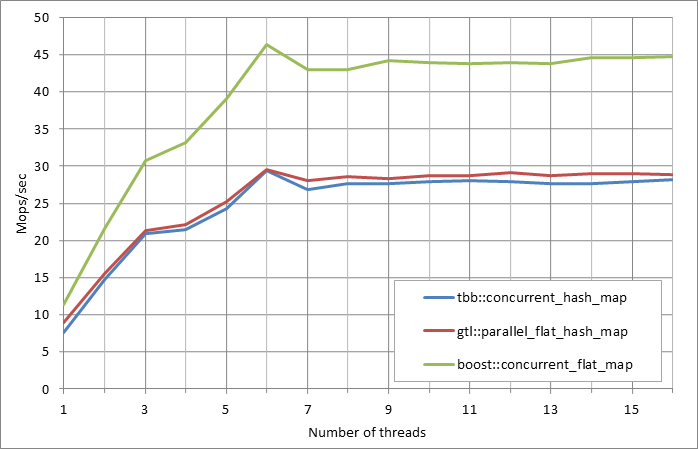 50
45
40
35
30
25
20
15
10
5
0
Mops/sec
tbb::concurrent_hash_map
gtl::parallel_flat_hash_map
boost::concurrent_flat_map
1 3 5 7 9 11 13 15
Number of threads